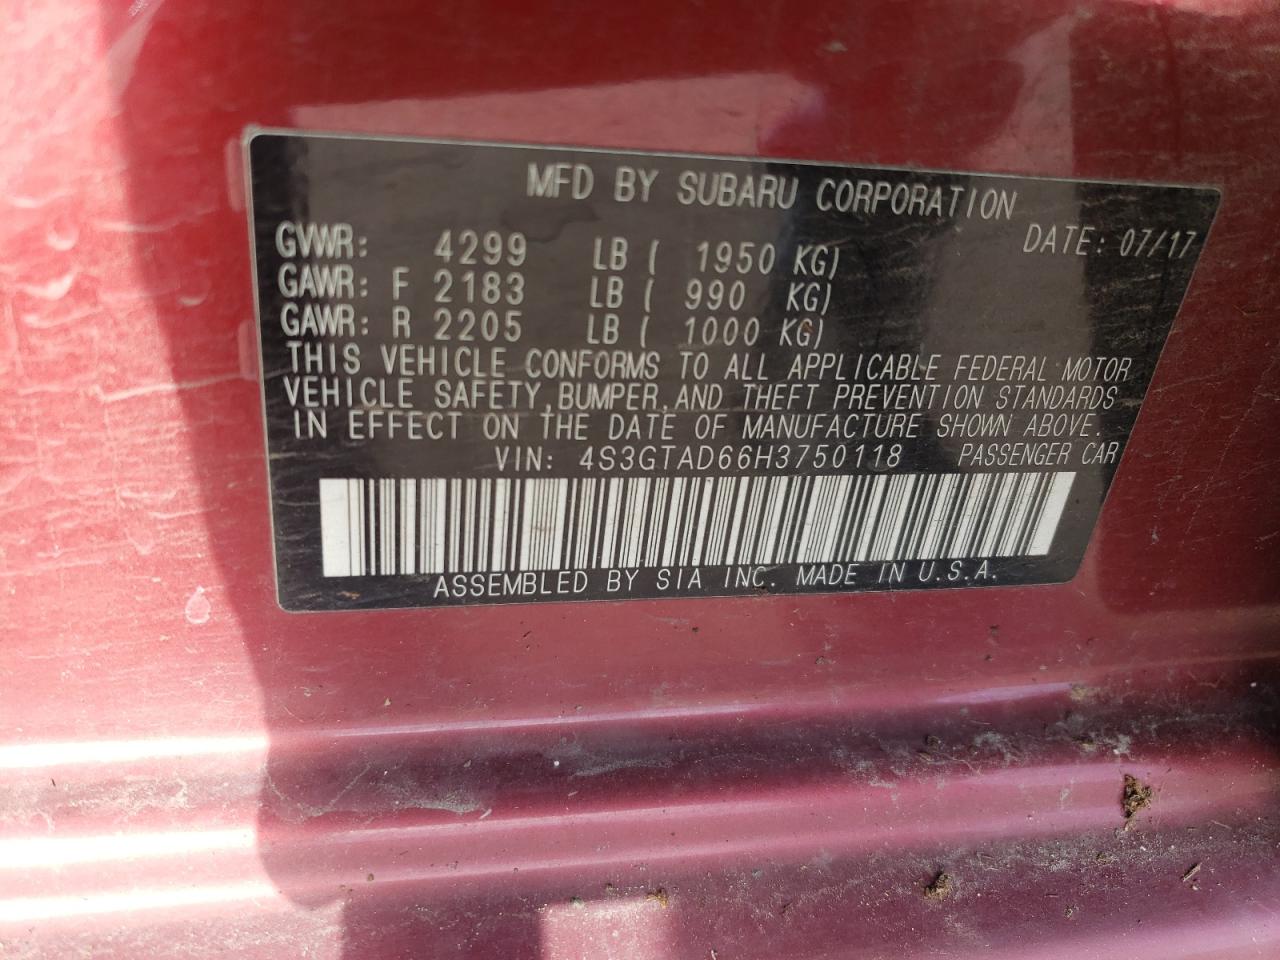 MFD BY SUBARU CORPORATION
GVWR: 4299 LB ( 1950 KG) DATE: 07/17
GAWR: F 2183 LB ( 990 KG)
GAWR: R 2205 LB ( 1000 KG)
THIS VEHICLE CONFORMS TO ALL APPLICABLE FEDERAL MOTOR
VEHICLE SAFETY, BUMPER, AND THEFT PREVENTION STANDARDS
IN EFFECT ON THE DATE OF MANUFACTURE SHOWN ABOVE.
VIN: 4S3GTAD66H3750118 PASSENGER CAR
ASSEMBLED BY SIA INC. MADE IN U.S.A.